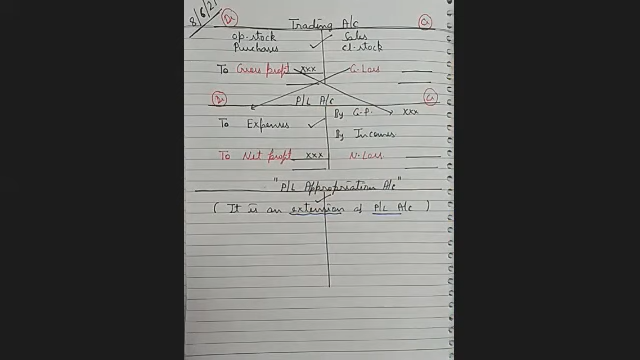 8/6/21
Dr Trading A/c Cr
op. stock Sales
Purchases cl. stock
To Gross profit xxx G. Loss
Dr P/L A/c Cr
To Expenses By G.P. xxx
By Incomes
To Net profit xxx N. Loss
"P/L Appropriation A/c"
( It is an extension of P/L A/c )